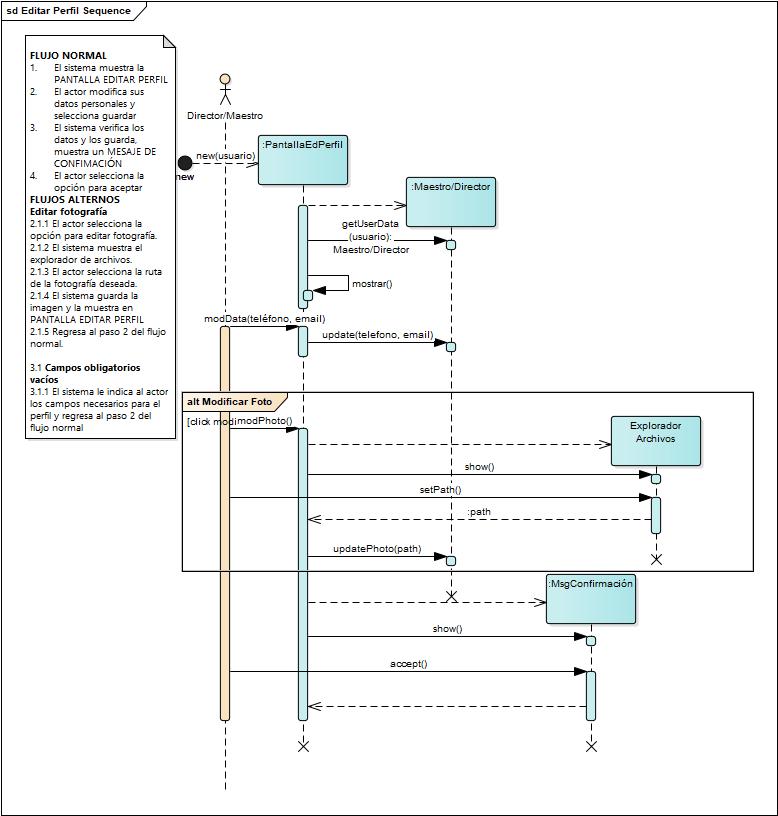 sd Editar Perfil Sequence
FLUJO NORMAL
1. El sistema muestra la
PANTALLA EDITAR PERFIL
2. El actor modifica sus
datos personales y
selecciona guardar
3. El sistema verifica los
datos y los guarda,
muestra un MESAJE DE
CONFIMACIÓN
4. El actor selecciona la
opción para aceptar
FLUJOS ALTERNOS
Editar fotografía
2.1.1 El actor selecciona la
opción para editar fotografía.
2.1.2 El sistema muestra el
explorador de archivos.
2.1.3 El actor selecciona la ruta
de la fotografía deseada.
2.1.4 El sistema guarda la
imagen y la muestra en
PANTALLA EDITAR PERFIL
2.1.5 Regresa al paso 2 del flujo
normal.
3.1 Campos obligatorios
vacíos
3.1.1 El sistema le indica al actor
los campos necesarios para el
perfil y regresa al paso 2 del
flujo normal
Director/Maestro
new
new(usuario)
:PantallaEdPerfil
:Maestro/Director
getUserData
(usuario):
Maestro/Director
mostrar()
modData(teléfono, email)
update(telefono, email)
alt Modificar Foto
[click modi
modPhoto()
Explorador
Archivos
show()
setPath()
:path
updatePhoto(path)
:MsgConfirmación
show()
accept()